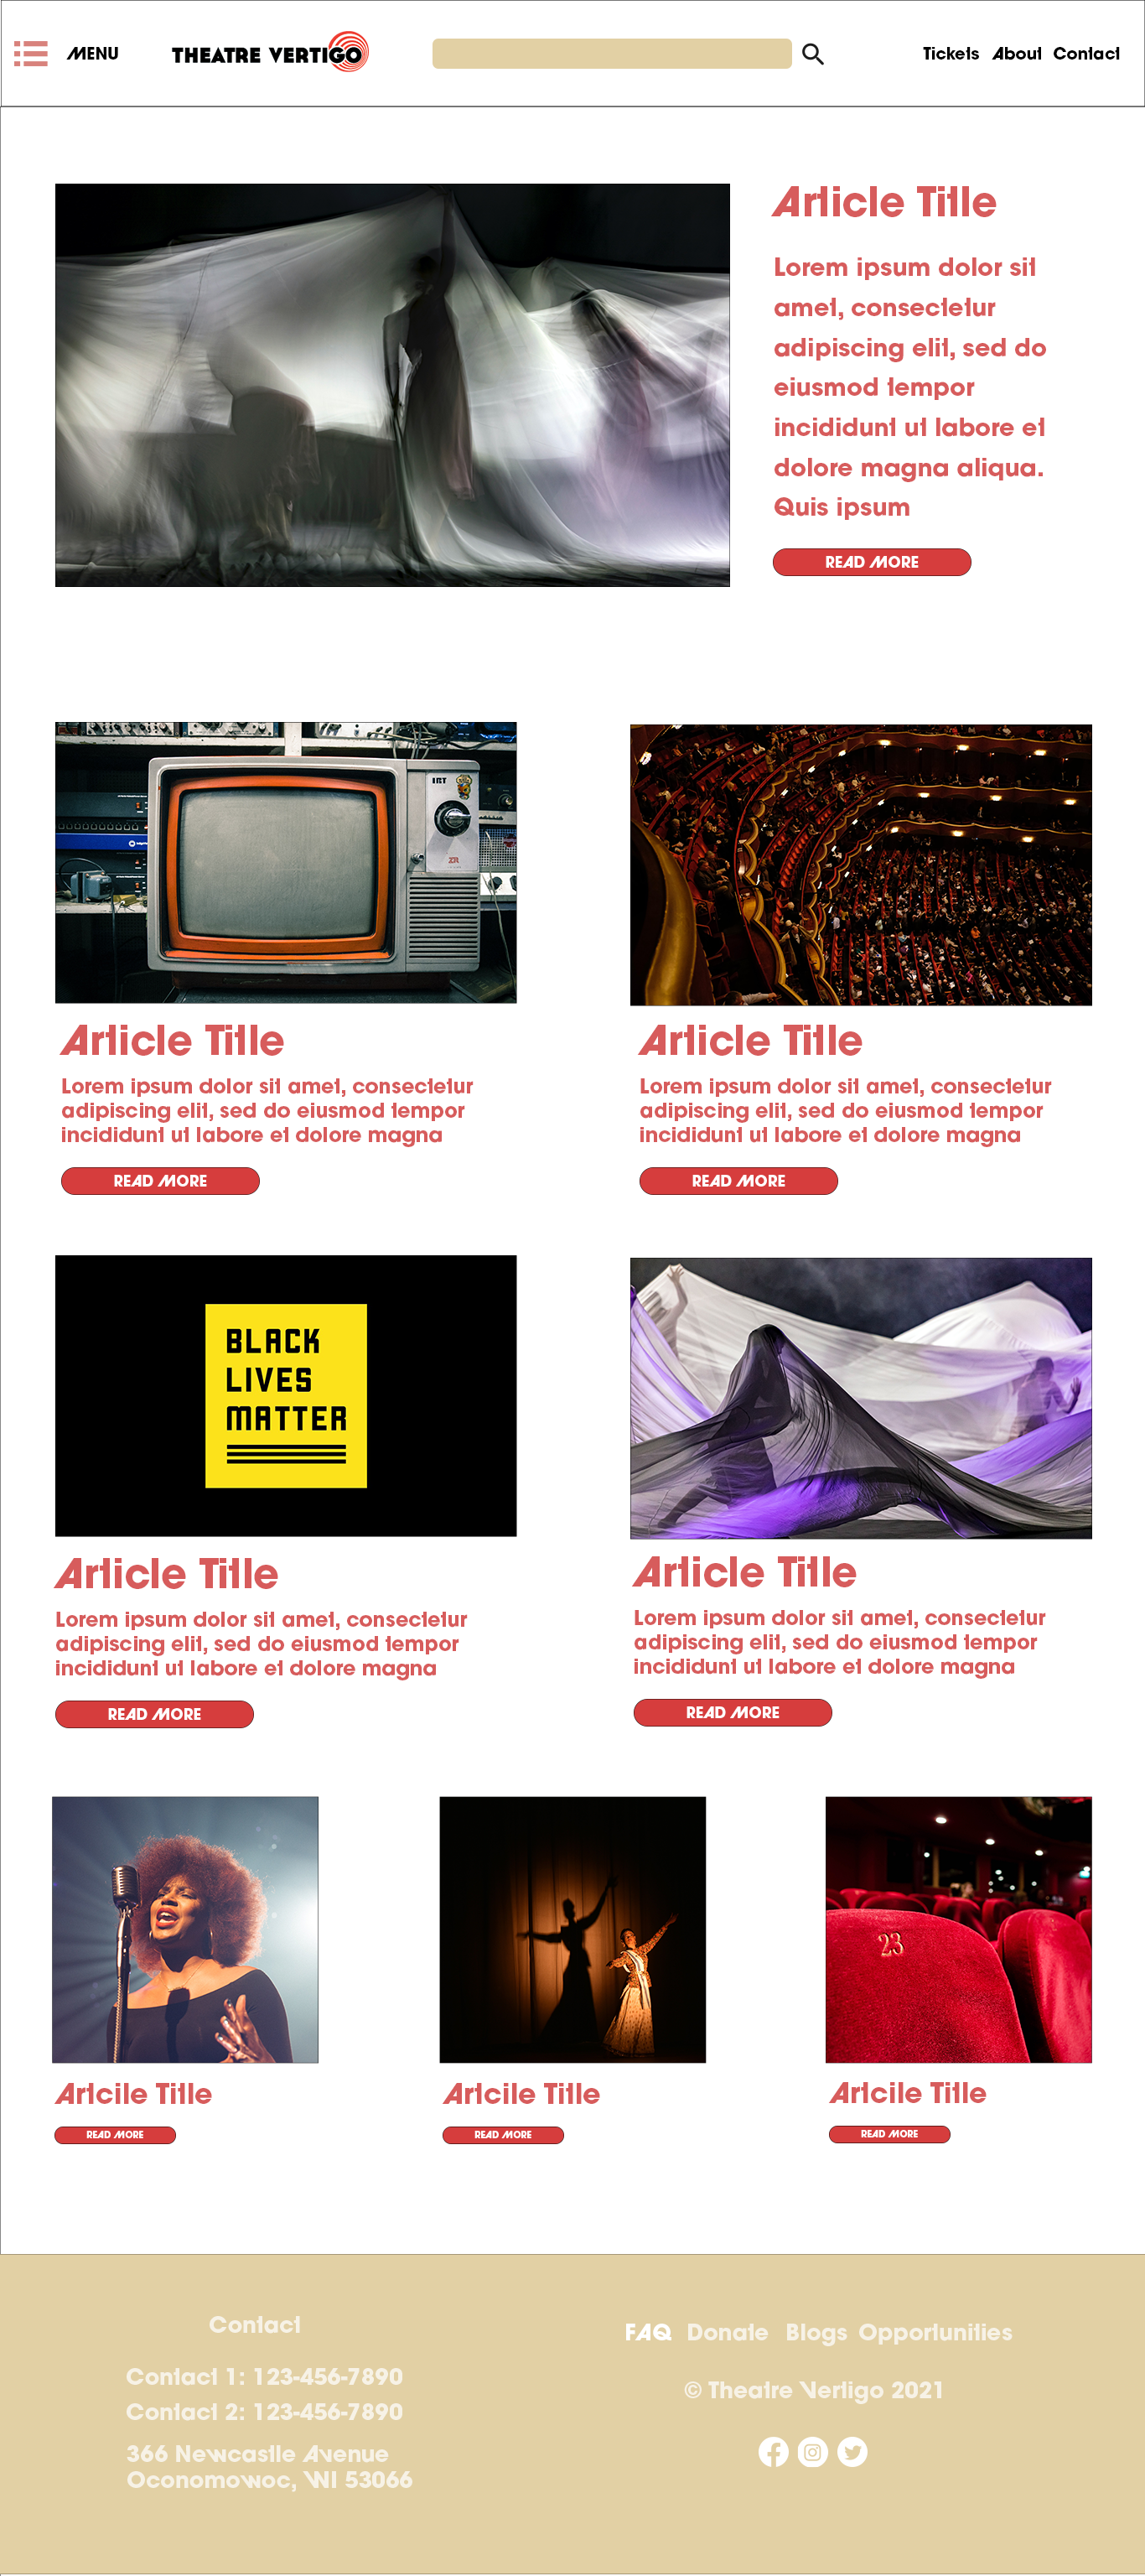 MENU
THEATRE VERTIGO
Tickets About Contact
Article Title
Lorem ipsum dolor sit
amet, consectetur
adipiscing elit, sed do
eiusmod tempor
incididunt ut labore et
dolore magna aliqua.
Quis ipsum
READ MORE
IRT
ZR
Article Title
Lorem ipsum dolor sit amet, consectetur
adipiscing elit, sed do eiusmod tempor
incididunt ut labore et dolore magna
READ MORE
Article Title
Lorem ipsum dolor sit amet, consectetur
adipiscing elit, sed do eiusmod tempor
incididunt ut labore et dolore magna
READ MORE
BLACK
LIVES
MATTER
Article Title
Lorem ipsum dolor sit amet, consectetur
adipiscing elit, sed do eiusmod tempor
incididunt ut labore et dolore magna
READ MORE
Article Title
Lorem ipsum dolor sit amet, consectetur
adipiscing elit, sed do eiusmod tempor
incididunt ut labore et dolore magna
READ MORE
Artcile Title
READ MORE
Artcile Title
READ MORE
23
Artcile Title
READ MORE
Contact
Contact 1: 123-456-7890
Contact 2: 123-456-7890
366 Newcastle Avenue
Oconomowoc, WI 53066
FAQ Donate Blogs Opportunities
© Theatre Vertigo 2021